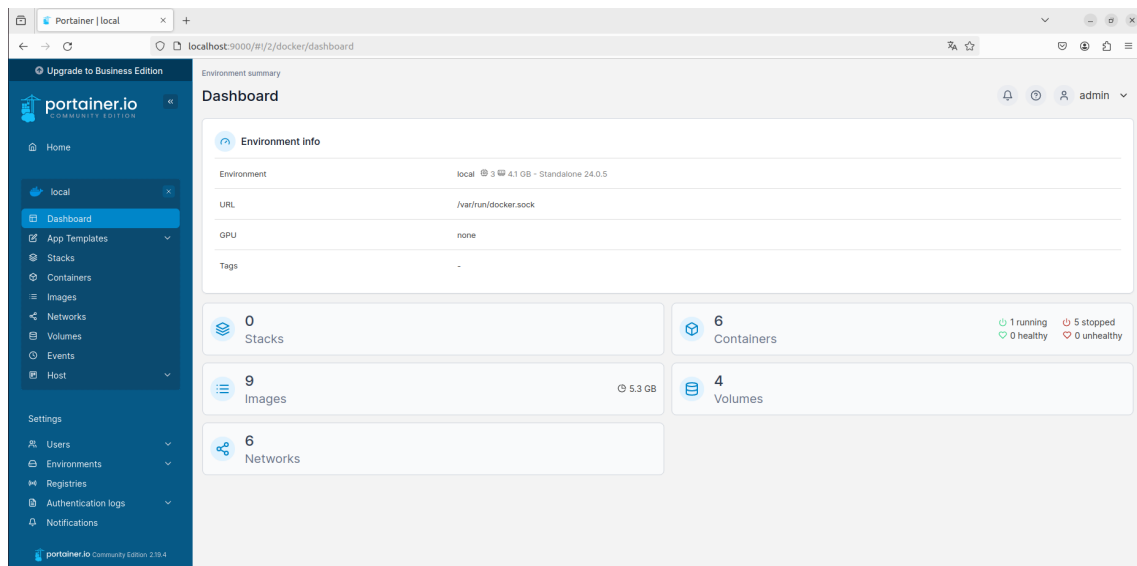 Portainer | local
localhost:9000/#!/2/docker/dashboard
Upgrade to Business Edition
portainer.io
COMMUNITY EDITION
Home
local
Dashboard
App Templates
Stacks
Containers
Images
Networks
Volumes
Events
Host
Settings
Users
Environments
Registries
Authentication logs
Notifications
portainer.io Community Edition 2.19.4
Environment summary
Dashboard
admin
Environment info
Environment local 3 4.1 GB - Standalone 24.0.5
URL /var/run/docker.sock
GPU none
Tags -
0
Stacks
6
Containers
1 running 5 stopped
0 healthy 0 unhealthy
9
Images
5.3 GB
4
Volumes
6
Networks